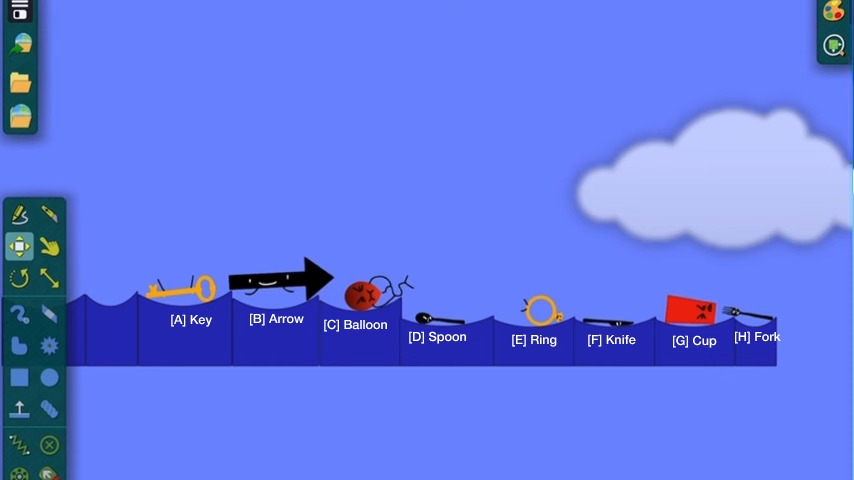 [A] Key
[B] Arrow
[C] Balloon
[D] Spoon
[E] Ring
[F] Knife
[G] Cup
[H] Fork